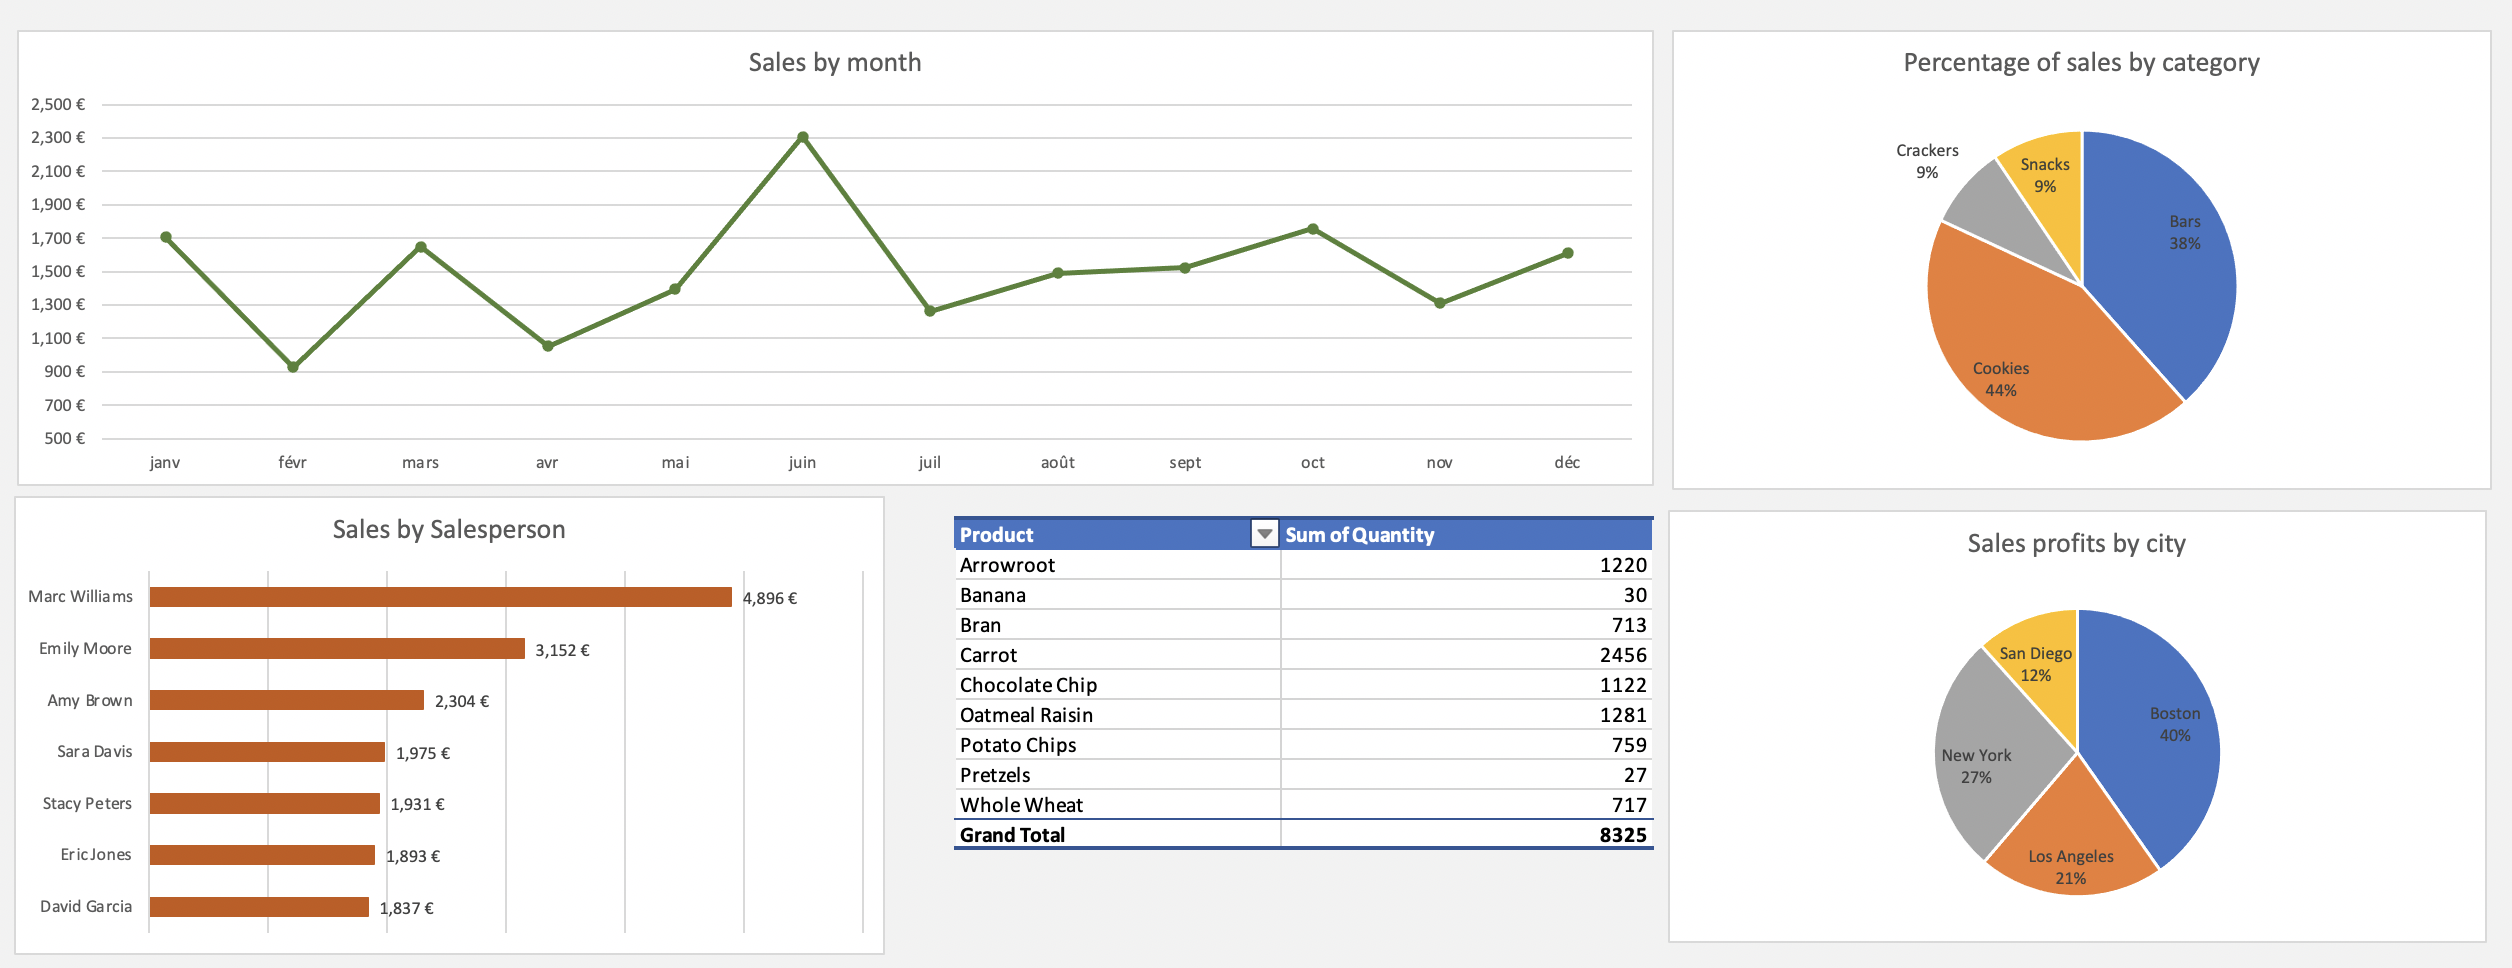 Sales by month
2,500 €
2,300 €
2,100 €
1,900 €
1,700 €
1,500 €
1,300 €
1,100 €
900 €
700 €
500 €
janv févr mars avr mai juin juil août sept oct nov déc
Percentage of sales by category
Crackers
9%
Snacks
9%
Bars
38%
Cookies
44%
Sales by Salesperson
Marc Williams 4,896 €
Emily Moore 3,152 €
Amy Brown 2,304 €
Sara Davis 1,975 €
Stacy Peters 1,931 €
Eric Jones 1,893 €
David Garcia 1,837 €
Product Sum of Quantity
Arrowroot 1220
Banana 30
Bran 713
Carrot 2456
Chocolate Chip 1122
Oatmeal Raisin 1281
Potato Chips 759
Pretzels 27
Whole Wheat 717
Grand Total 8325
Sales profits by city
San Diego
12%
Boston
40%
New York
27%
Los Angeles
21%